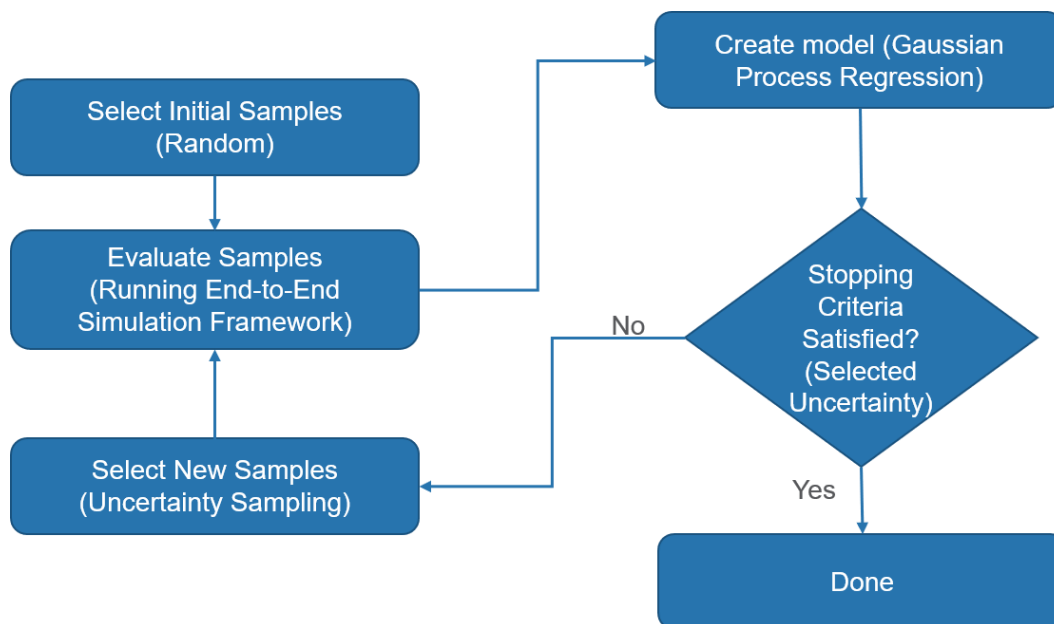 Select Initial Samples
(Random)
Evaluate Samples
(Running End-to-End
Simulation Framework)
Select New Samples
(Uncertainty Sampling)
Create model (Gaussian
Process Regression)
Stopping
Criteria
Satisfied?
(Selected
Uncertainty)
No
Yes
Done